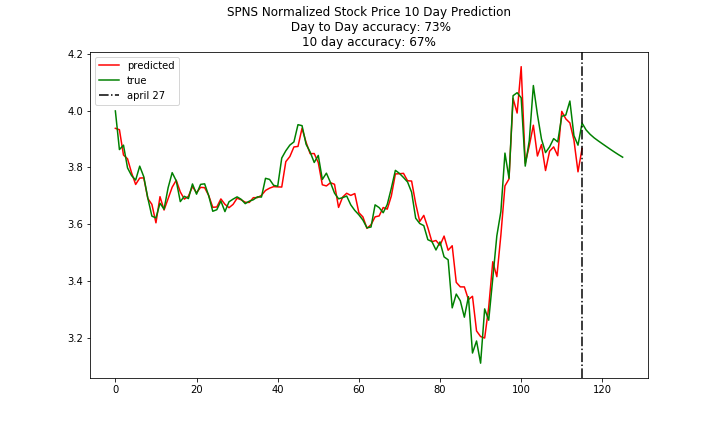 SPNS Normalized Stock Price 10 Day Prediction
Day to Day accuracy: 73%
10 day accuracy: 67%
predicted
true
april 27
4.2
4.0
3.8
3.6
3.4
3.2
0 20 40 60 80 100 120